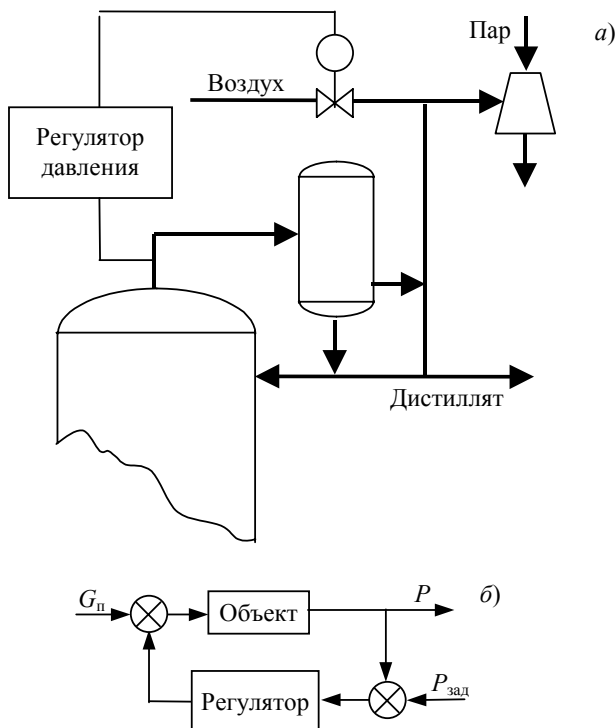 Пар
а)
Воздух
Регулятор
давления
Дистиллят
Gп
Объект
P
б)
Регулятор
Pзад